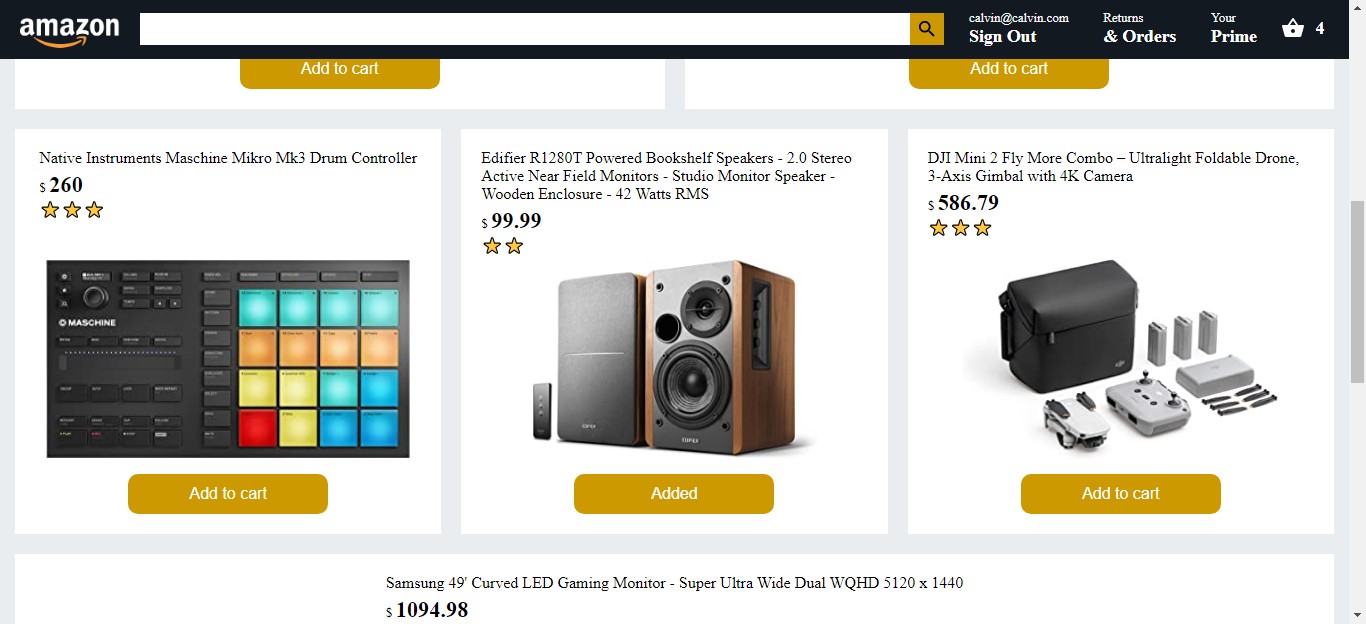 amazon
calvin@calvin.com
Sign Out
Returns
& Orders
Your
Prime
4
Add to cart
Add to cart
Native Instruments Maschine Mikro Mk3 Drum Controller
$ 260
MASCHINE
Add to cart
Edifier R1280T Powered Bookshelf Speakers - 2.0 Stereo
Active Near Field Monitors - Studio Monitor Speaker -
Wooden Enclosure - 42 Watts RMS
$ 99.99
Added
DJI Mini 2 Fly More Combo – Ultralight Foldable Drone,
3-Axis Gimbal with 4K Camera
$ 586.79
Add to cart
Samsung 49' Curved LED Gaming Monitor - Super Ultra Wide Dual WQHD 5120 x 1440
$ 1094.98